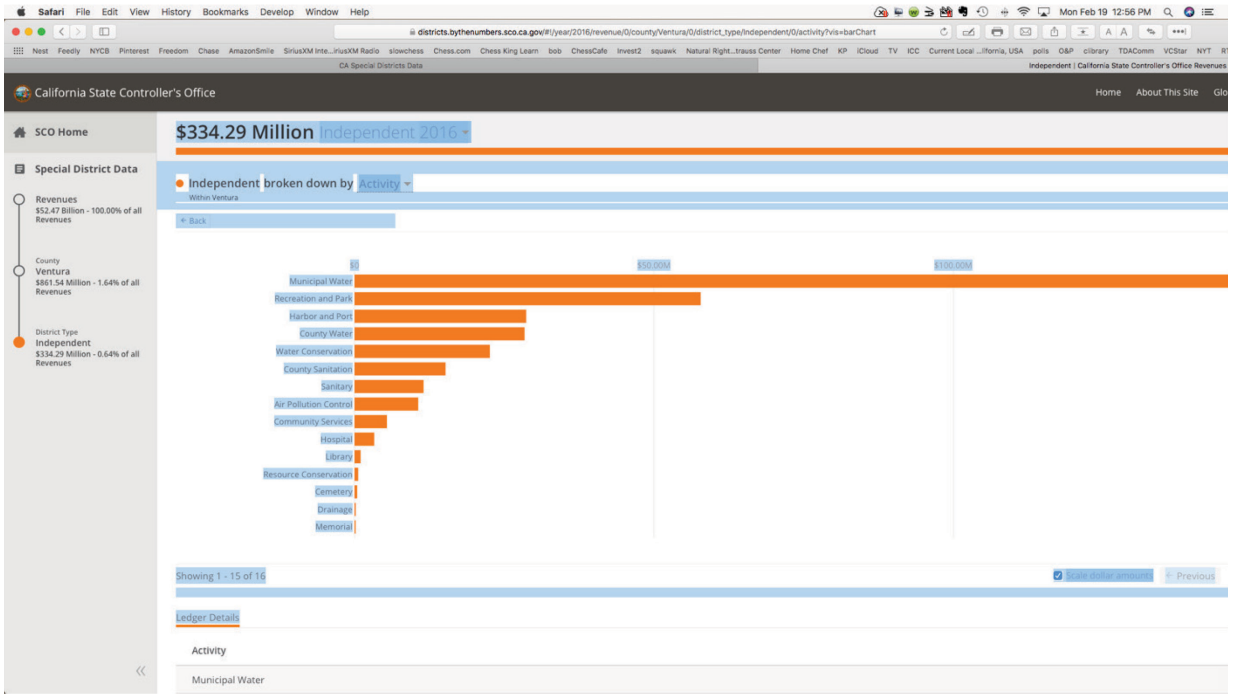 Safari File Edit View History Bookmarks Develop Window Help Mon Feb 19 12:56 PM
districts.bythenumbers.sco.ca.gov/#!/year/2016/revenue/0/county/Ventura/0/district_type/Independent/0/activity?vis=barChart
Nest Feedly NYCB Pinterest Freedom Chase AmazonSmile SiriusXM Inte...iriusXM Radio slowchess Chess.com Chess King Learn bob ChessCafe Invest2 squawk Natural Right...trauss Center Home Chef KP iCloud TV ICC Current Local ...lifornia, USA polls O&P clibrary TDAComm VCStar NYT
CA Special Districts Data Independent | California State Controller's Office Revenues
California State Controller's Office Home About This Site Glo
SCO Home
$334.29 Million Independent 2016
Special District Data
Independent broken down by Activity
Within Ventura
Revenues
$52.47 Billion - 100.00% of all
Revenues
← Back
County
Ventura
$861.54 Million - 1.64% of all
Revenues
District Type
Independent
$334.29 Million - 0.64% of all
Revenues
$0 $50.00M $100.00M
Municipal Water
Recreation and Park
Harbor and Port
County Water
Water Conservation
County Sanitation
Sanitary
Air Pollution Control
Community Services
Hospital
Library
Resource Conservation
Cemetery
Drainage
Memorial
Showing 1 - 15 of 16 Scale dollar amounts ← Previous
Ledger Details
Activity
Municipal Water